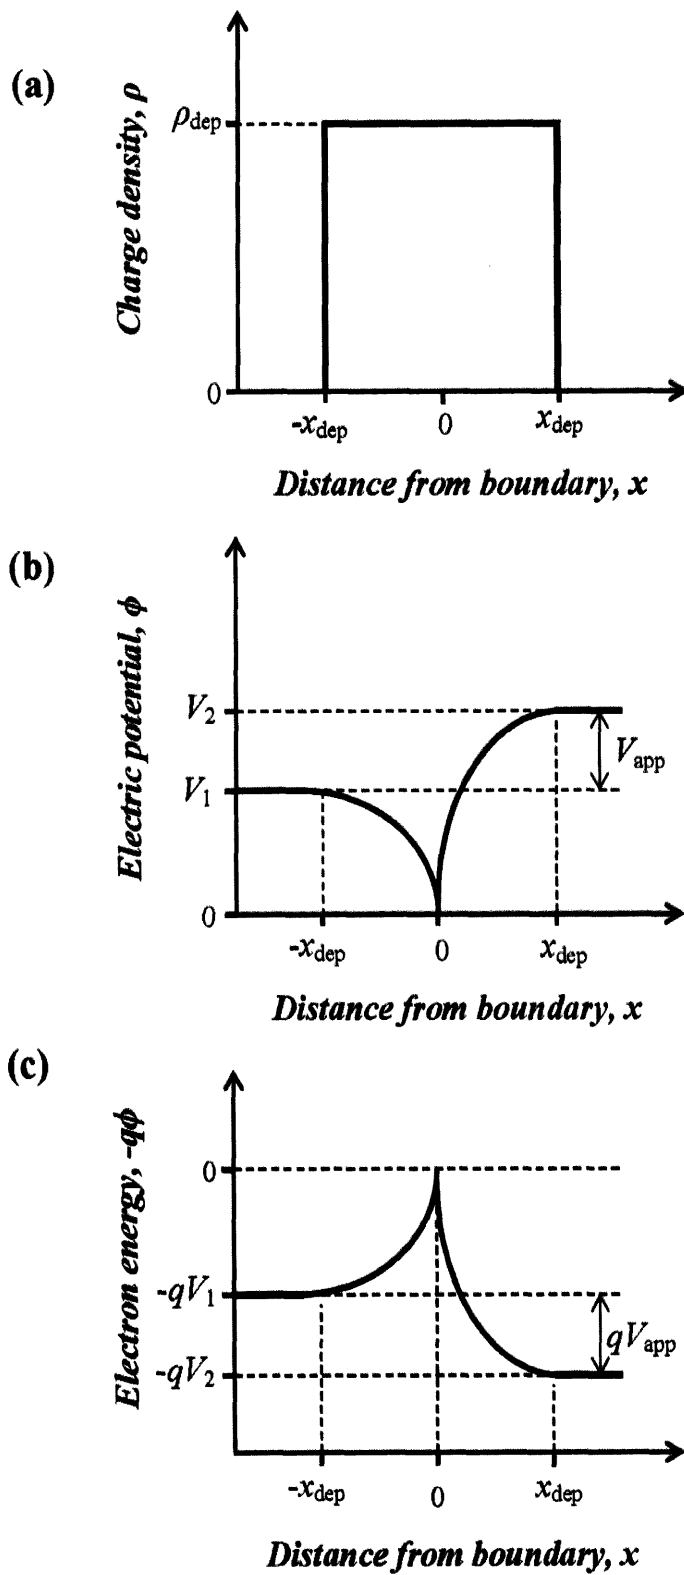 (a)
Charge density, ρ
ρdep
0
-xdep
0
xdep
Distance from boundary, x
(b)
Electric potential, ϕ
V2
V1
Vapp
0
-xdep
0
xdep
Distance from boundary, x
(c)
Electron energy, -qϕ
0
-qV1
qVapp
-qV2
-xdep
0
xdep
Distance from boundary, x